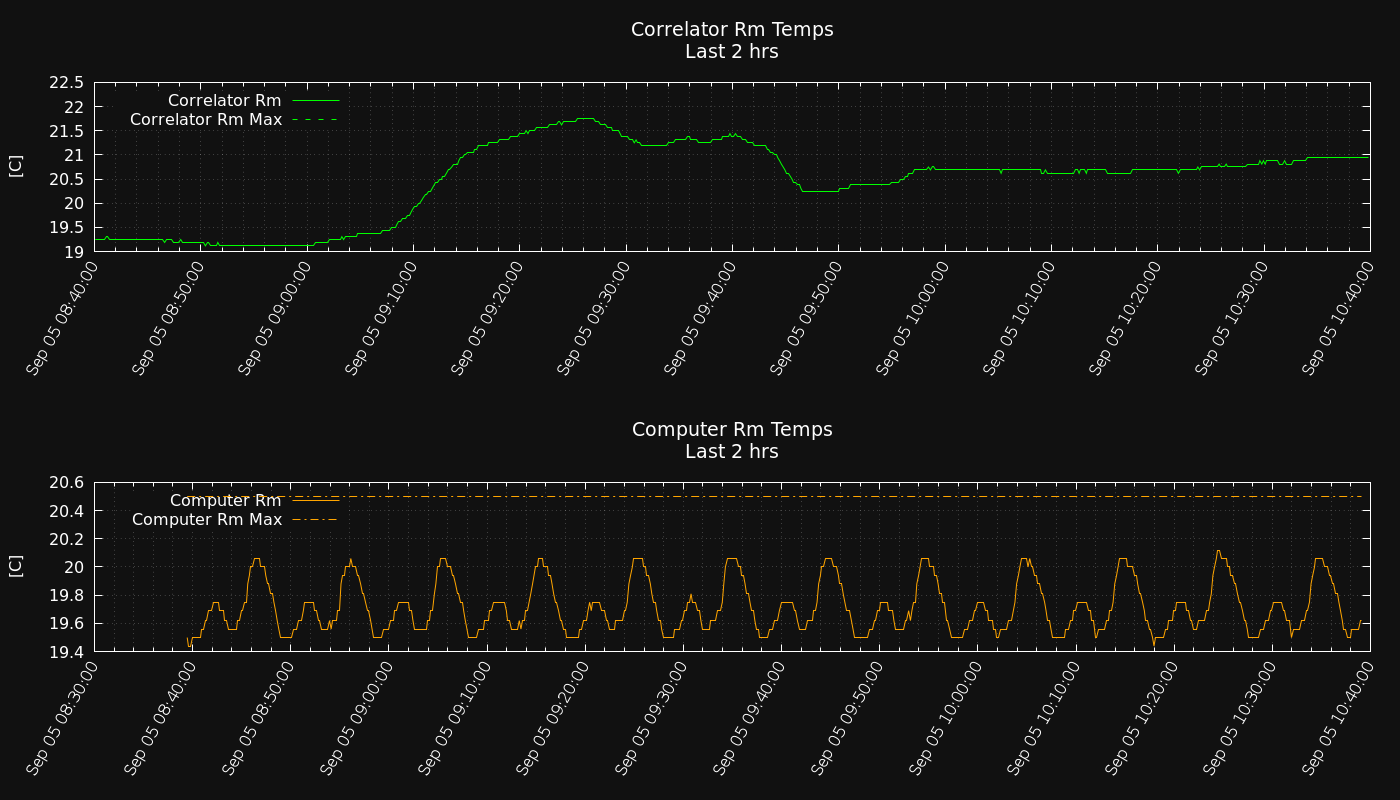 Correlator Rm Temps
Last 2 hrs
[C]
22.5
22
21.5
21
20.5
20
19.5
19
Correlator Rm
Correlator Rm Max
Sep 05 08:40:00
Sep 05 08:50:00
Sep 05 09:00:00
Sep 05 09:10:00
Sep 05 09:20:00
Sep 05 09:30:00
Sep 05 09:40:00
Sep 05 09:50:00
Sep 05 10:00:00
Sep 05 10:10:00
Sep 05 10:20:00
Sep 05 10:30:00
Sep 05 10:40:00
Computer Rm Temps
Last 2 hrs
[C]
20.6
20.4
20.2
20
19.8
19.6
19.4
Computer Rm
Computer Rm Max
Sep 05 08:30:00
Sep 05 08:40:00
Sep 05 08:50:00
Sep 05 09:00:00
Sep 05 09:10:00
Sep 05 09:20:00
Sep 05 09:30:00
Sep 05 09:40:00
Sep 05 09:50:00
Sep 05 10:00:00
Sep 05 10:10:00
Sep 05 10:20:00
Sep 05 10:30:00
Sep 05 10:40:00